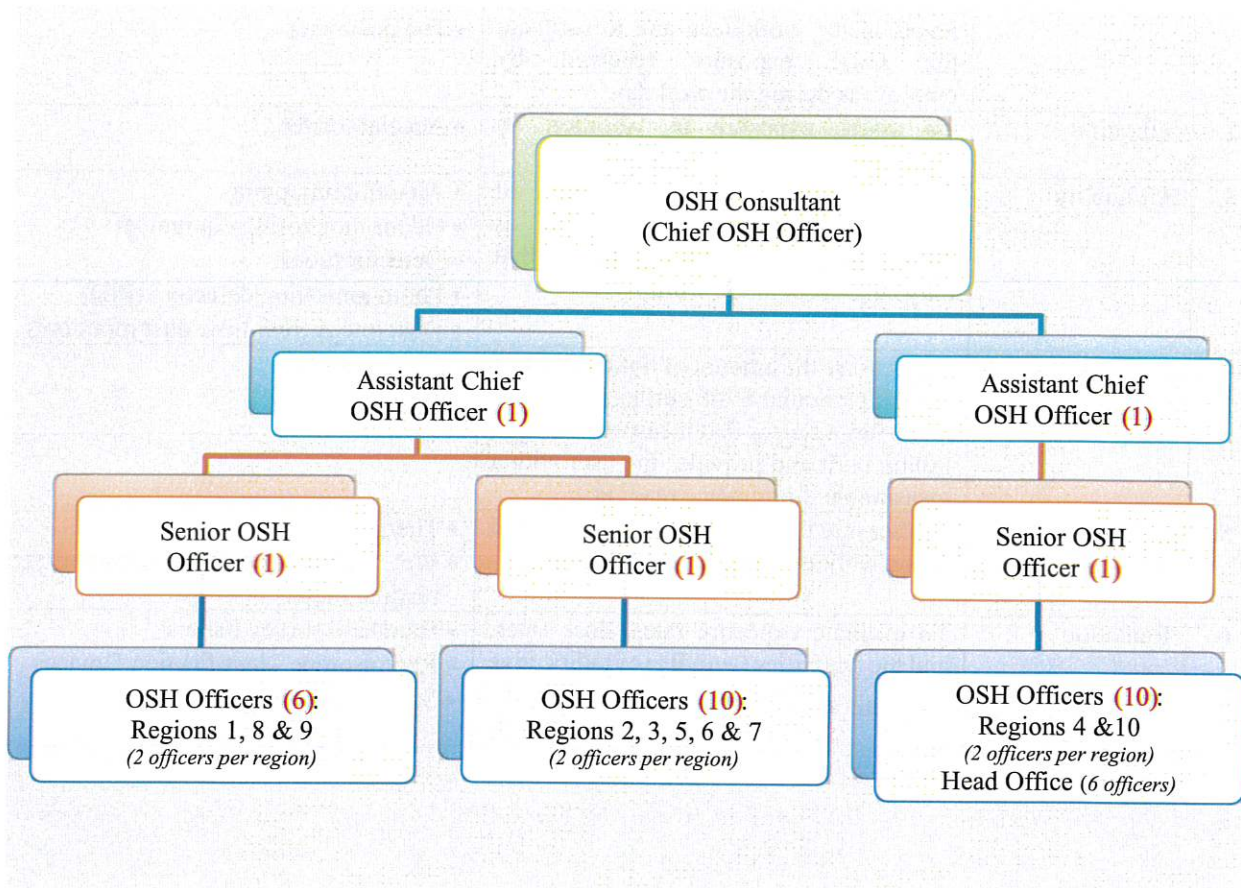 OSH Consultant
(Chief OSH Officer)
Assistant Chief
OSH Officer (1)
Assistant Chief
OSH Officer (1)
Senior OSH
Officer (1)
Senior OSH
Officer (1)
Senior OSH
Officer (1)
OSH Officers (6):
Regions 1, 8 & 9
(2 officers per region)
OSH Officers (10):
Regions 2, 3, 5, 6 & 7
(2 officers per region)
OSH Officers (10):
Regions 4 &10
(2 officers per region)
Head Office (6 officers)